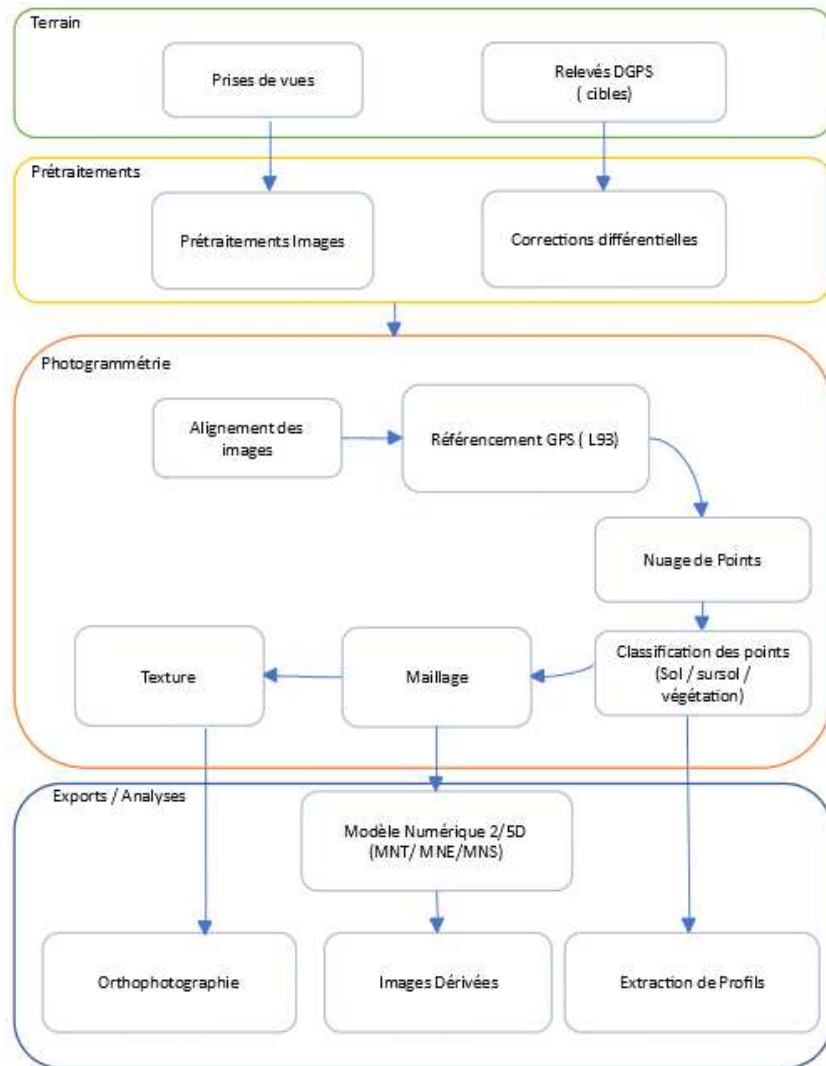 Terrain
Prises de vues
Relevés DGPS
( cibles)
Prétraitements
Prétraitements Images
Corrections différentielles
Photogrammétrie
Alignement des
images
Référencement GPS ( L93)
Nuage de Points
Texture
Maillage
Classification des points
(Sol / sursol /
végétation)
Exports / Analyses
Modèle Numérique 2/5D
(MNT/ MNE/MNS)
Orthophotographie
Images Dérivées
Extraction de Profils